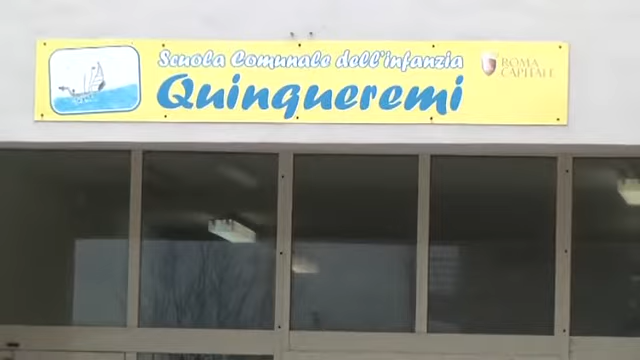 Scuola Comunale dell'infanzia
Quinqueremi
ROMA
CAPITALE